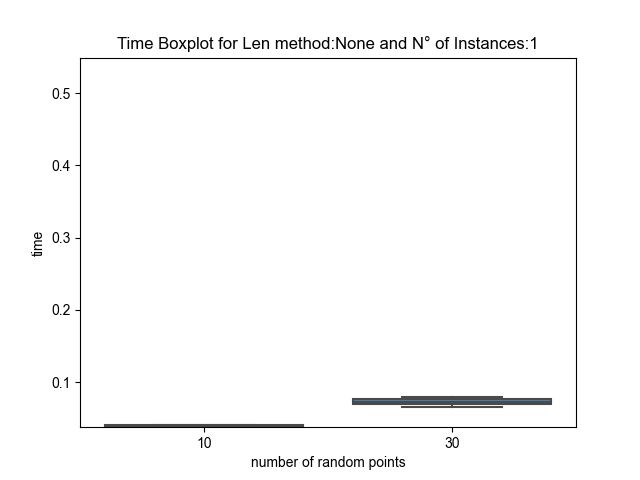 Time Boxplot for Len method:None and N° of Instances:1
0.5
0.4
0.3
0.2
0.1
time
10 30
number of random points